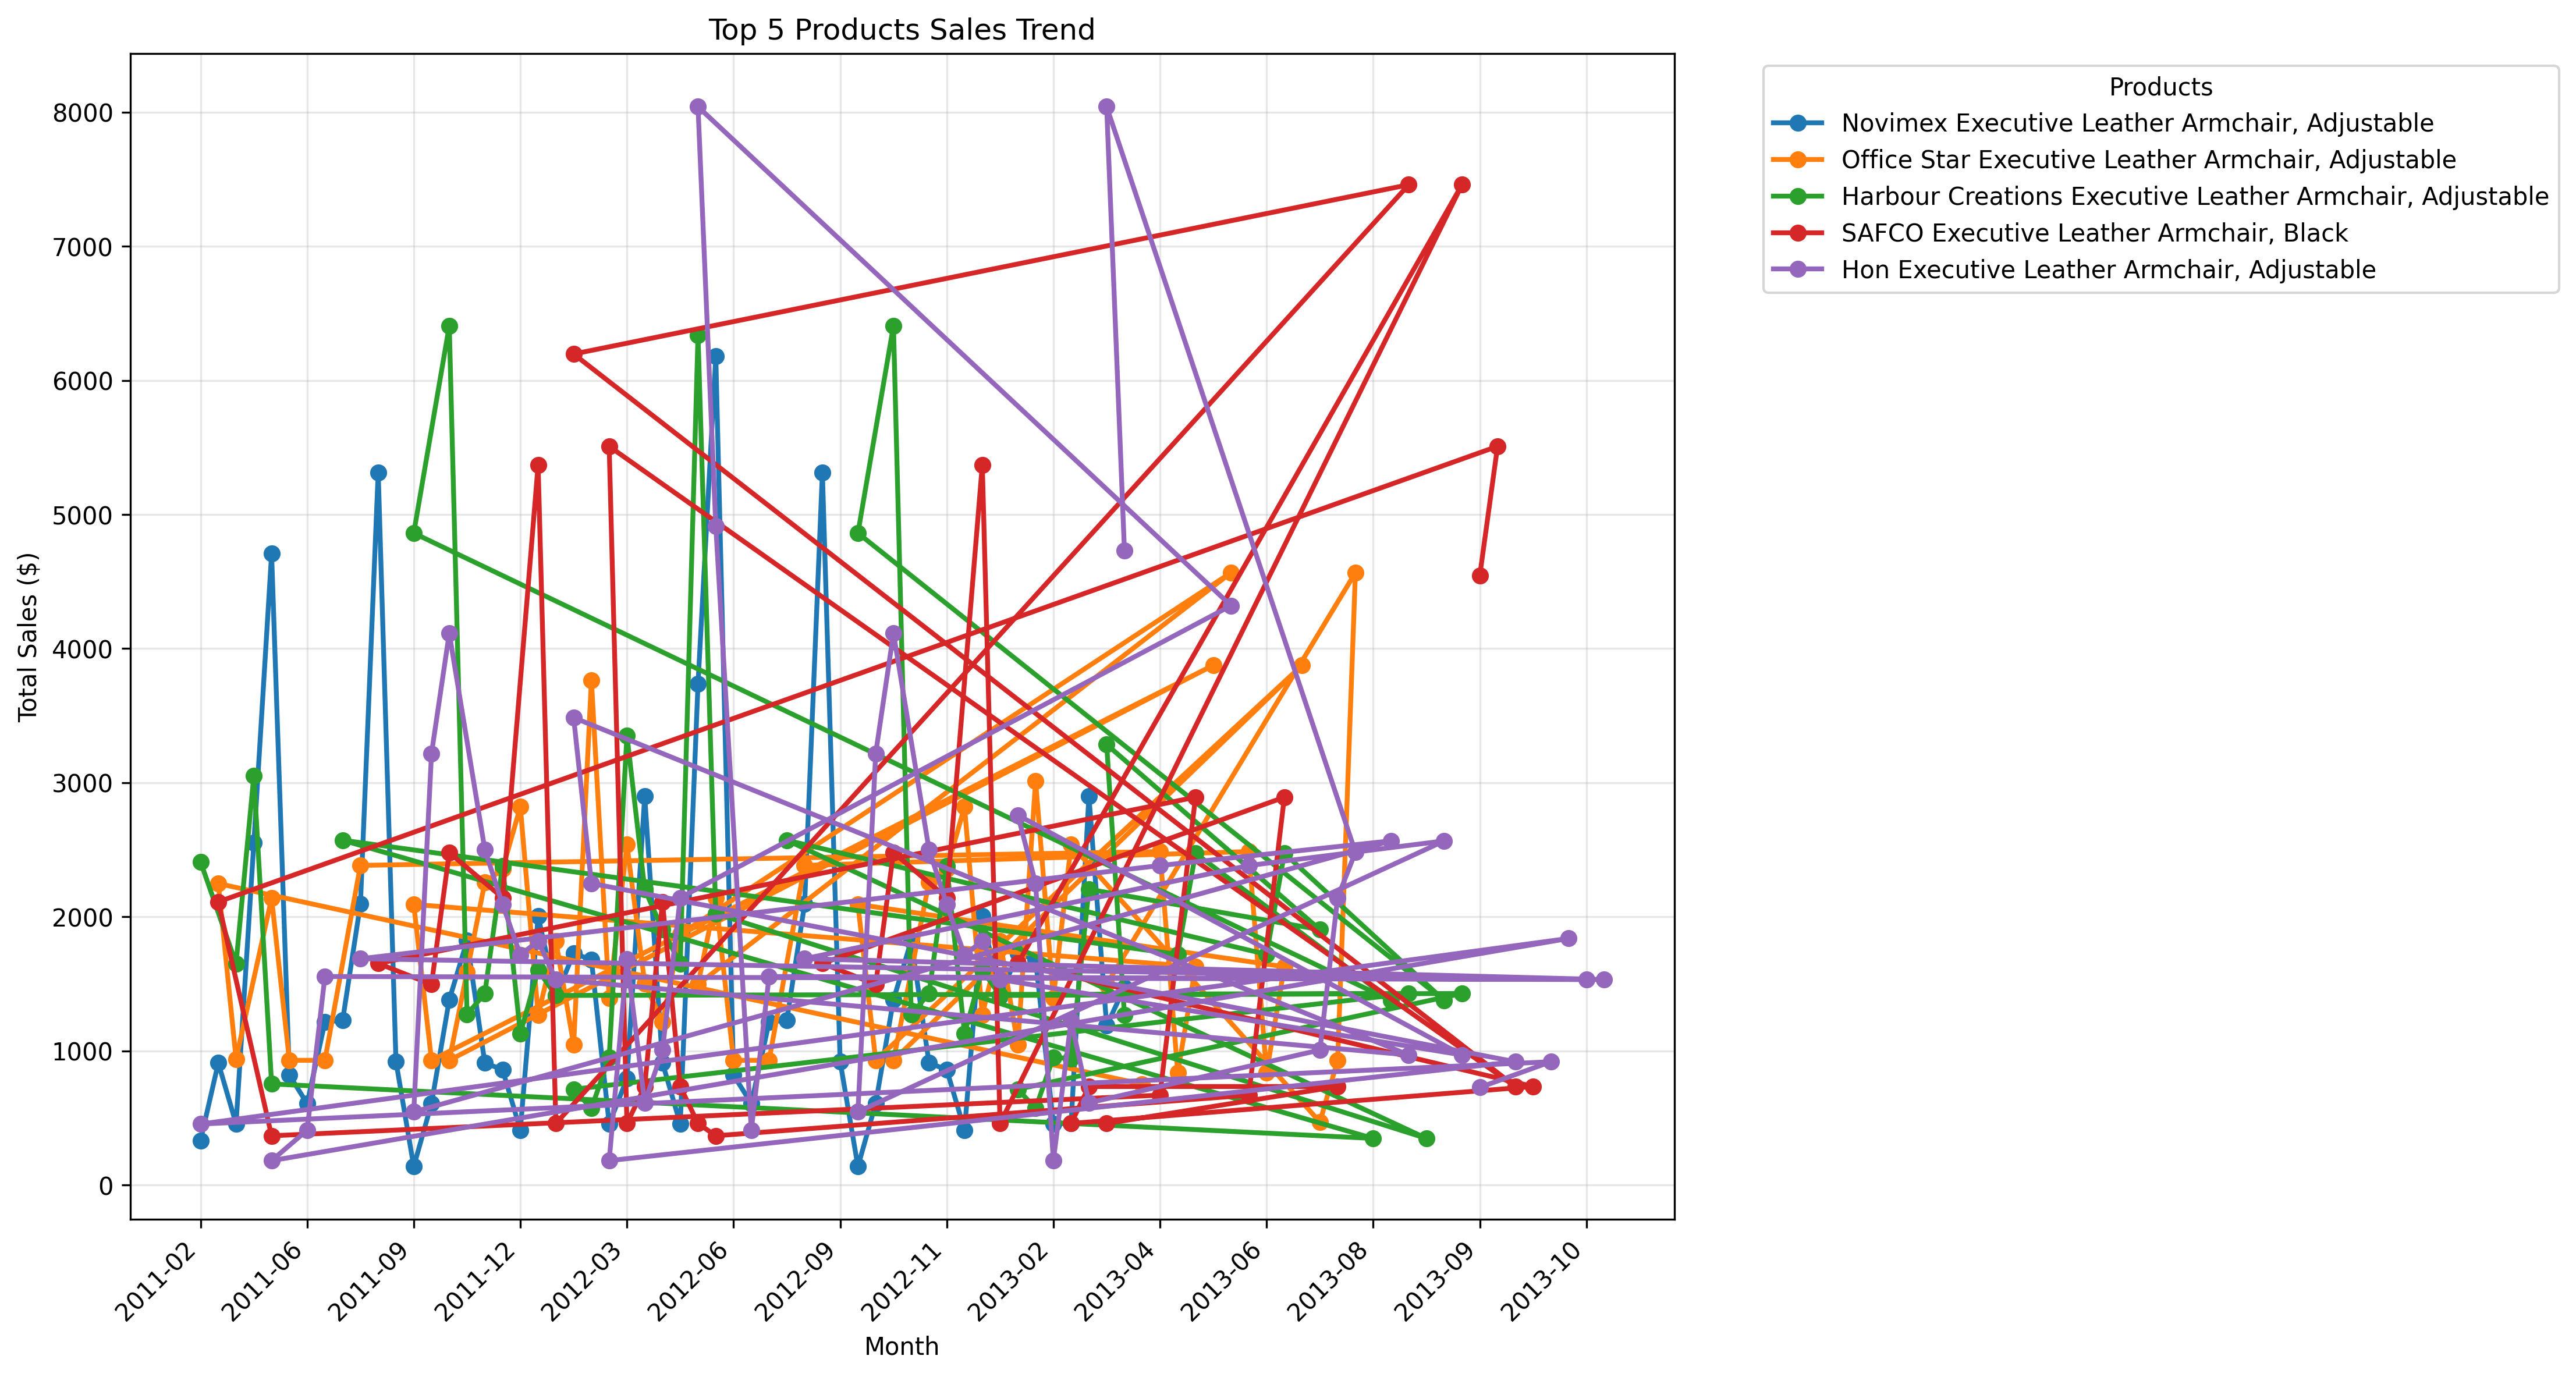 Top 5 Products Sales Trend
Products
Novimex Executive Leather Armchair, Adjustable
Office Star Executive Leather Armchair, Adjustable
Harbour Creations Executive Leather Armchair, Adjustable
SAFCO Executive Leather Armchair, Black
Hon Executive Leather Armchair, Adjustable
Total Sales ($)
8000
7000
6000
5000
4000
3000
2000
1000
0
2011-02
2011-06
2011-09
2011-12
2012-03
2012-06
2012-09
2012-11
2013-02
2013-04
2013-06
2013-08
2013-09
2013-10
Month